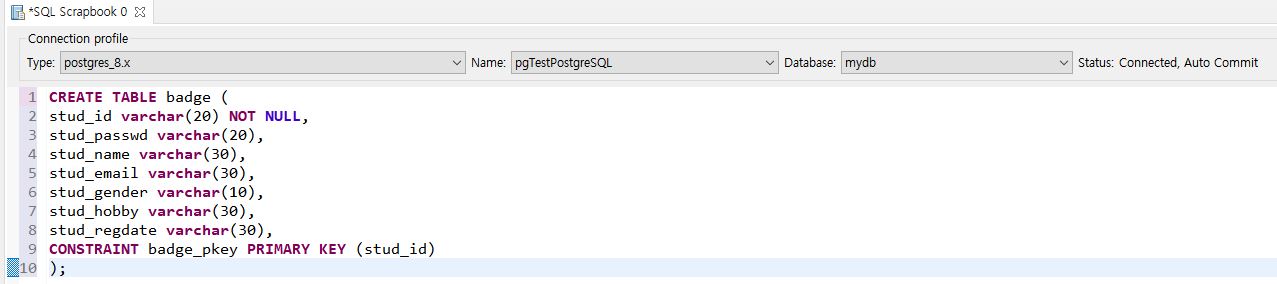 *SQL Scrapbook 0
Connection profile
Type: postgres_8.x Name: pgTestPostgreSQL Database: mydb Status: Connected, Auto Commit
1 CREATE TABLE badge (
2 stud_id varchar(20) NOT NULL,
3 stud_passwd varchar(20),
4 stud_name varchar(30),
5 stud_email varchar(30),
6 stud_gender varchar(10),
7 stud_hobby varchar(30),
8 stud_regdate varchar(30),
9 CONSTRAINT badge_pkey PRIMARY KEY (stud_id)
10 );